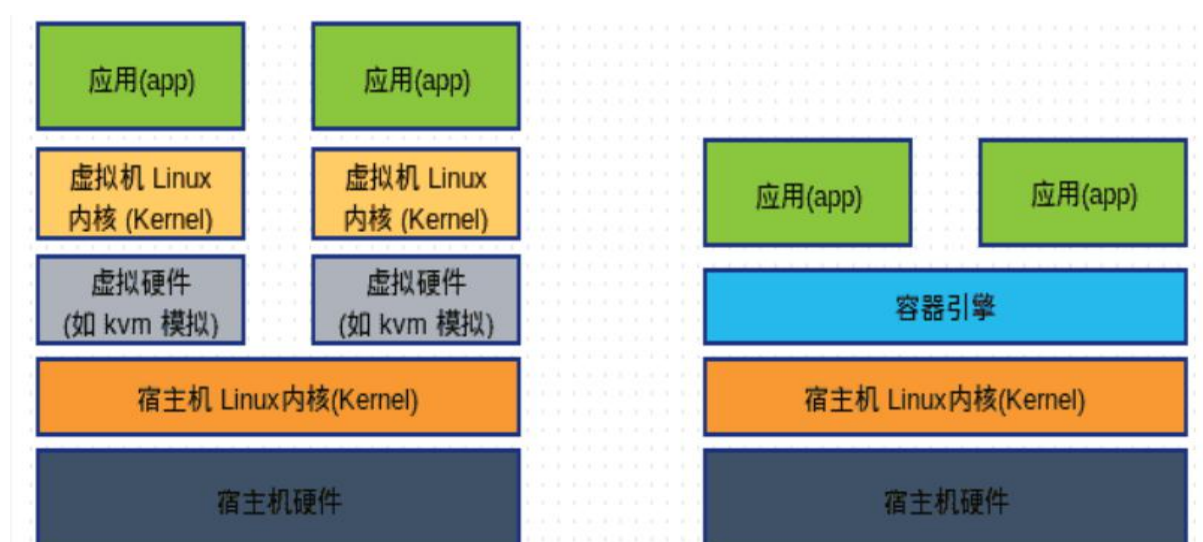 应用(app)
应用(app)
虚拟机 Linux
内核 (Kernel)
虚拟机 Linux
内核 (Kernel)
虚拟硬件
(如 kvm 模拟)
虚拟硬件
(如 kvm 模拟)
宿主机 Linux内核(Kernel)
宿主机硬件
应用(app)
应用(app)
容器引擎
宿主机 Linux内核(Kernel)
宿主机硬件